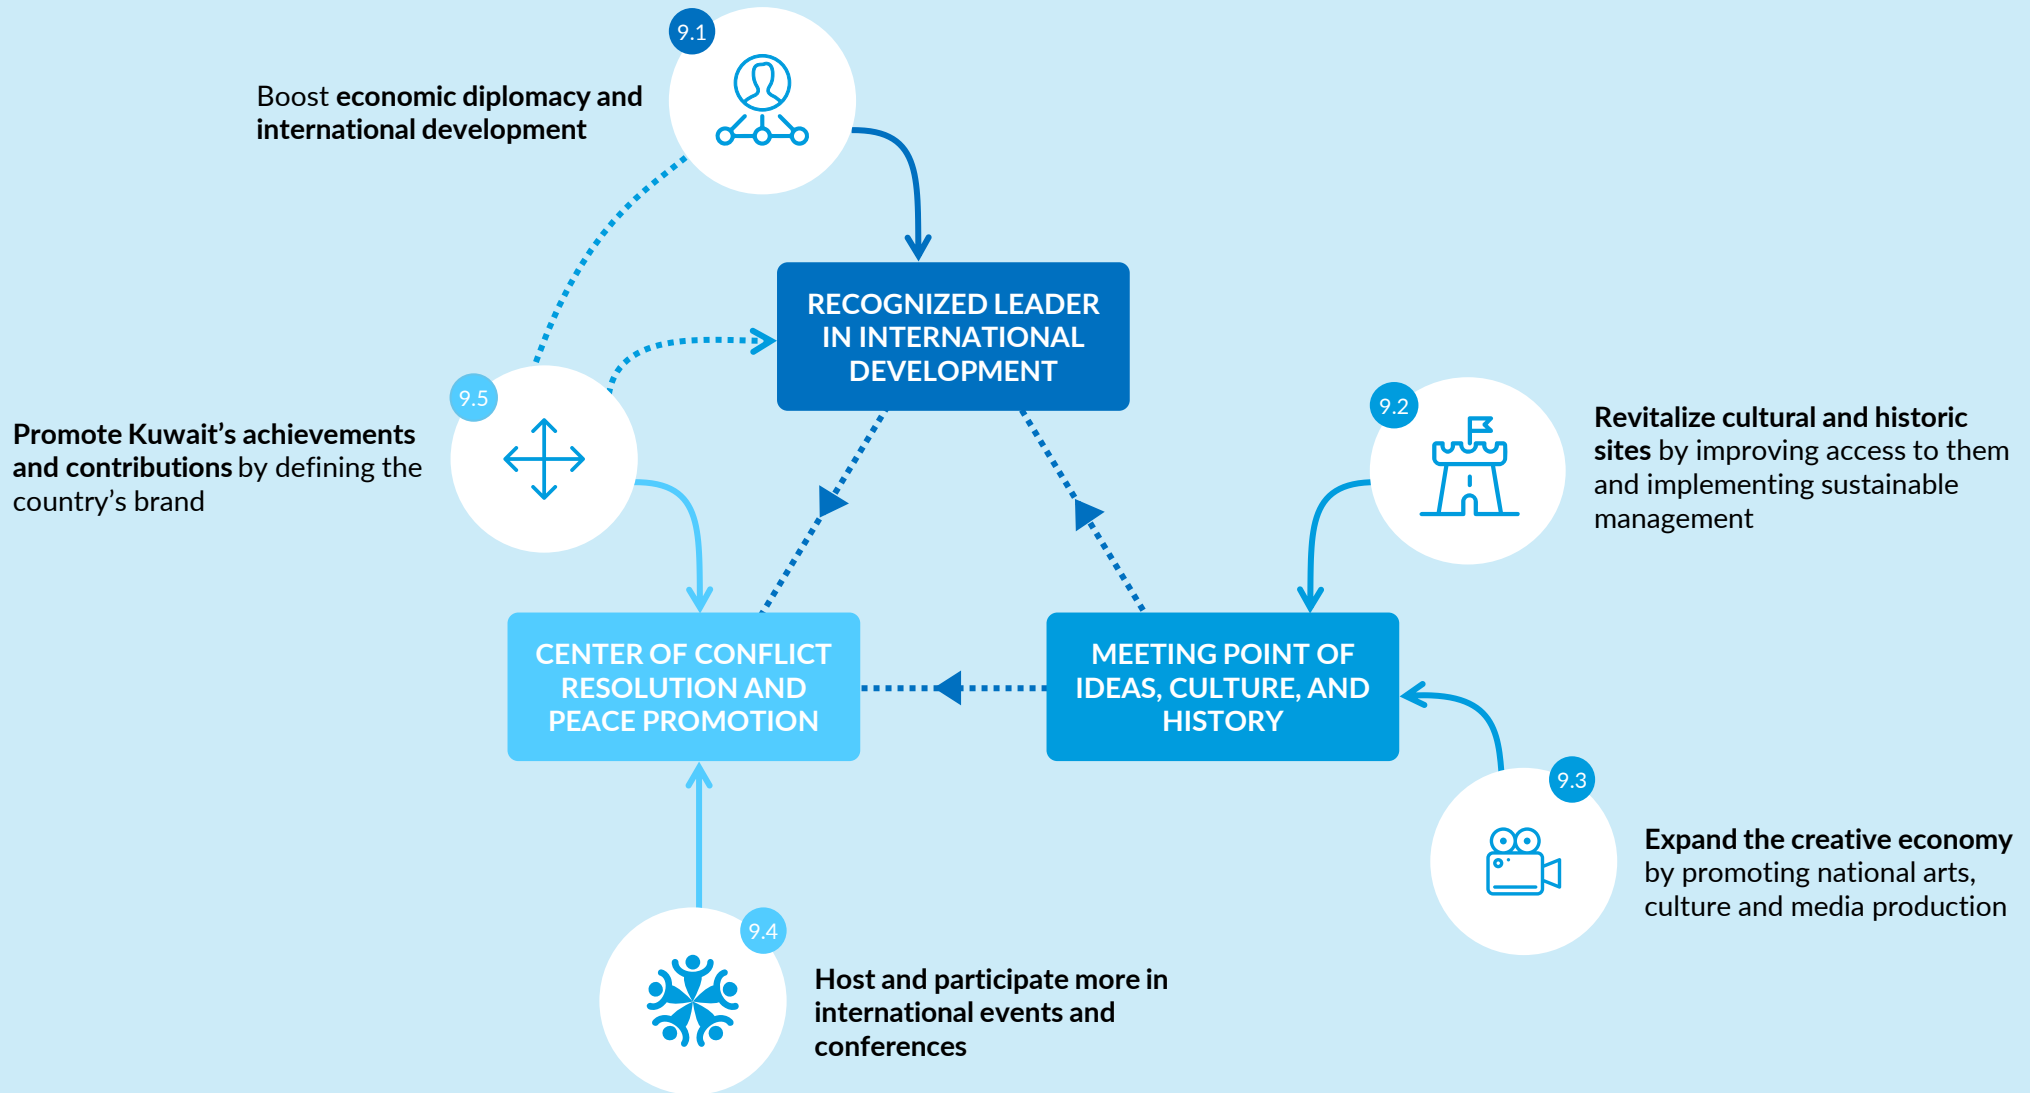 9.1
Boost economic diplomacy and
international development
RECOGNIZED LEADER
IN INTERNATIONAL
DEVELOPMENT
9.5
Promote Kuwait’s achievements
and contributions by defining the
country’s brand
9.2
Revitalize cultural and historic
sites by improving access to them
and implementing sustainable
management
CENTER OF CONFLICT
RESOLUTION AND
PEACE PROMOTION
MEETING POINT OF
IDEAS, CULTURE, AND
HISTORY
9.3
Expand the creative economy
by promoting national arts,
culture and media production
9.4
Host and participate more in
international events and
conferences